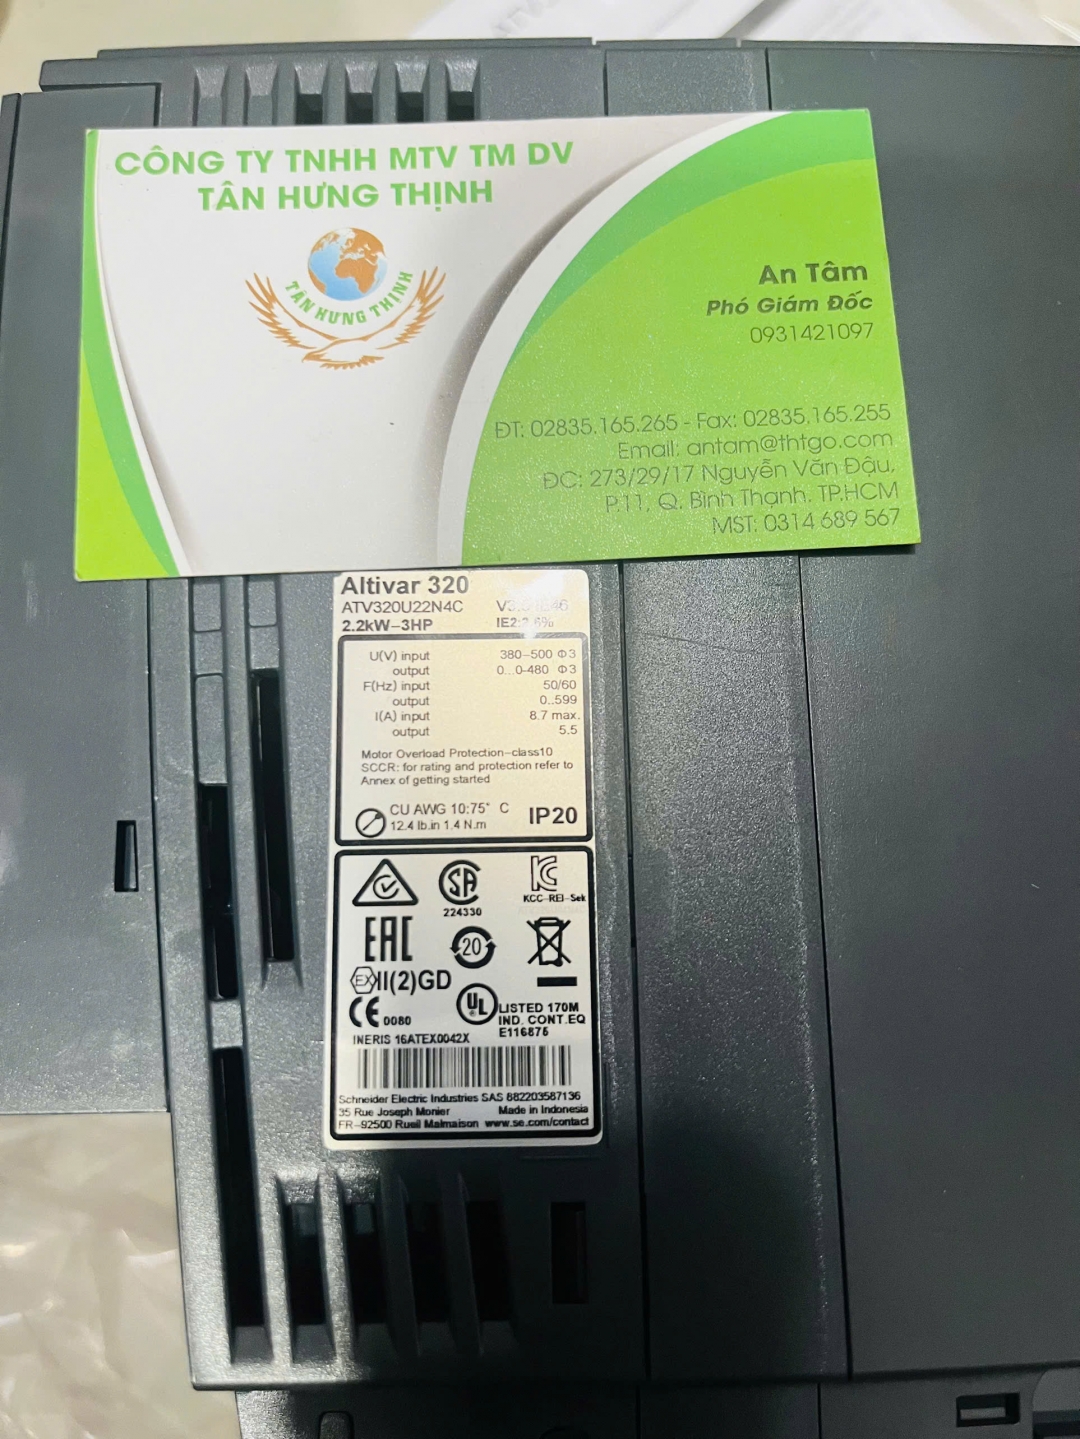 CÔNG TY TNHH MTV TM DV
TÂN HƯNG THỊNH
TÂN HƯNG THỊNH
An Tâm
Phó Giám Đốc
0931421097
ĐT: 02835.165.265 - Fax: 02835.165.255
Email: antam@thtgo.com
ĐC: 273/29/17 Nguyễn Văn Đậu,
P.11, Q. Bình Thạnh. TP.HCM
MST: 0314 689 567
Altivar 320
ATV320U22N4C
2.2kW-3HP IE2:
U(V) input 380-500 Φ3
output 0...0-480 Φ3
F(Hz) input 50/60
output 0..599
I(A) input 8.7 max.
output 5.5
Motor Overload Protection-class10
SCCR: for rating and protection refer to
Annex of getting started
CU AWG 10:75° C
12.4 lb.in 1.4 N.m IP20
SA
224330
KC
KCC-REI-Sek
EAC
20
Ex II(2)GD
CE 0080
UL LISTED 170M
IND. CONT.EQ
E116875
INERIS 16ATEX0042X
Schneider Electric Industries SAS 882203587136
35 Rue Joseph Monier Made in Indonesia
FR-92500 Rueil Malmaison www.se.com/contact